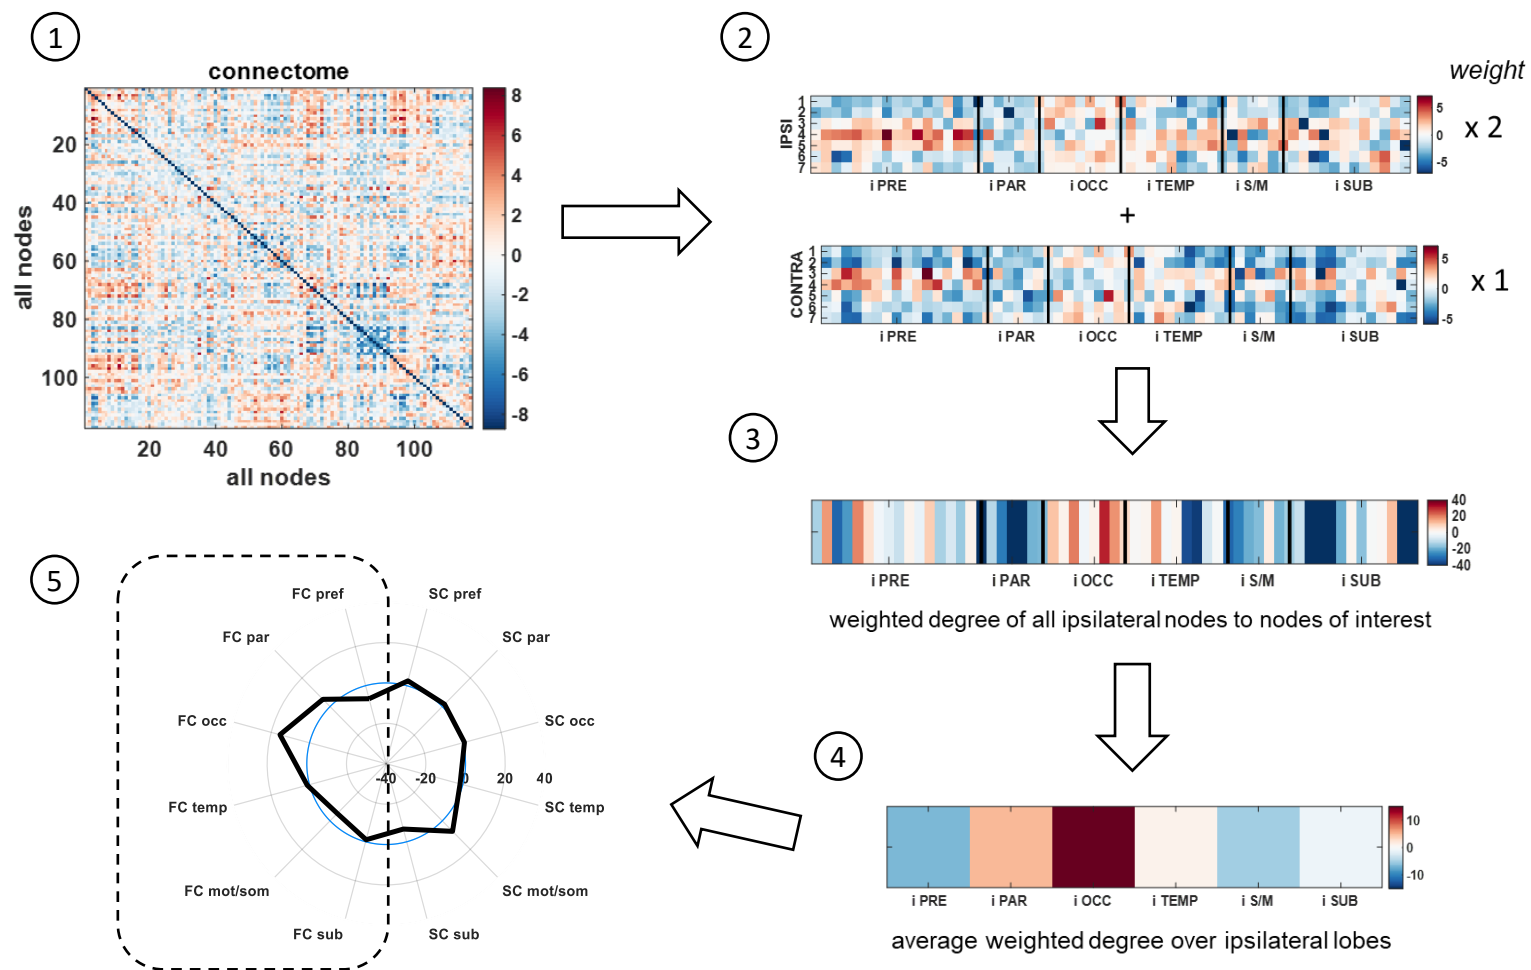 1
connectome
all nodes
20
40
60
80
100
20 40 60 80 100
all nodes
8
6
4
2
0
-2
-4
-6
-8
2
weight
IPSI
1
2
3
4
5
6
7
i PRE i PAR i OCC i TEMP i S/M i SUB
5
0
-5
x 2
+
CONTRA
1
2
3
4
5
6
7
i PRE i PAR i OCC i TEMP i S/M i SUB
5
0
-5
x 1
3
40
20
0
-20
-40
i PRE i PAR i OCC i TEMP i S/M i SUB
weighted degree of all ipsilateral nodes to nodes of interest
4
10
0
-10
i PRE i PAR i OCC i TEMP i S/M i SUB
average weighted degree over ipsilateral lobes
5
FC pref SC pref
FC par SC par
FC occ SC occ
-40 -20 0 20 40
FC temp SC temp
FC mot/som SC mot/som
FC sub SC sub